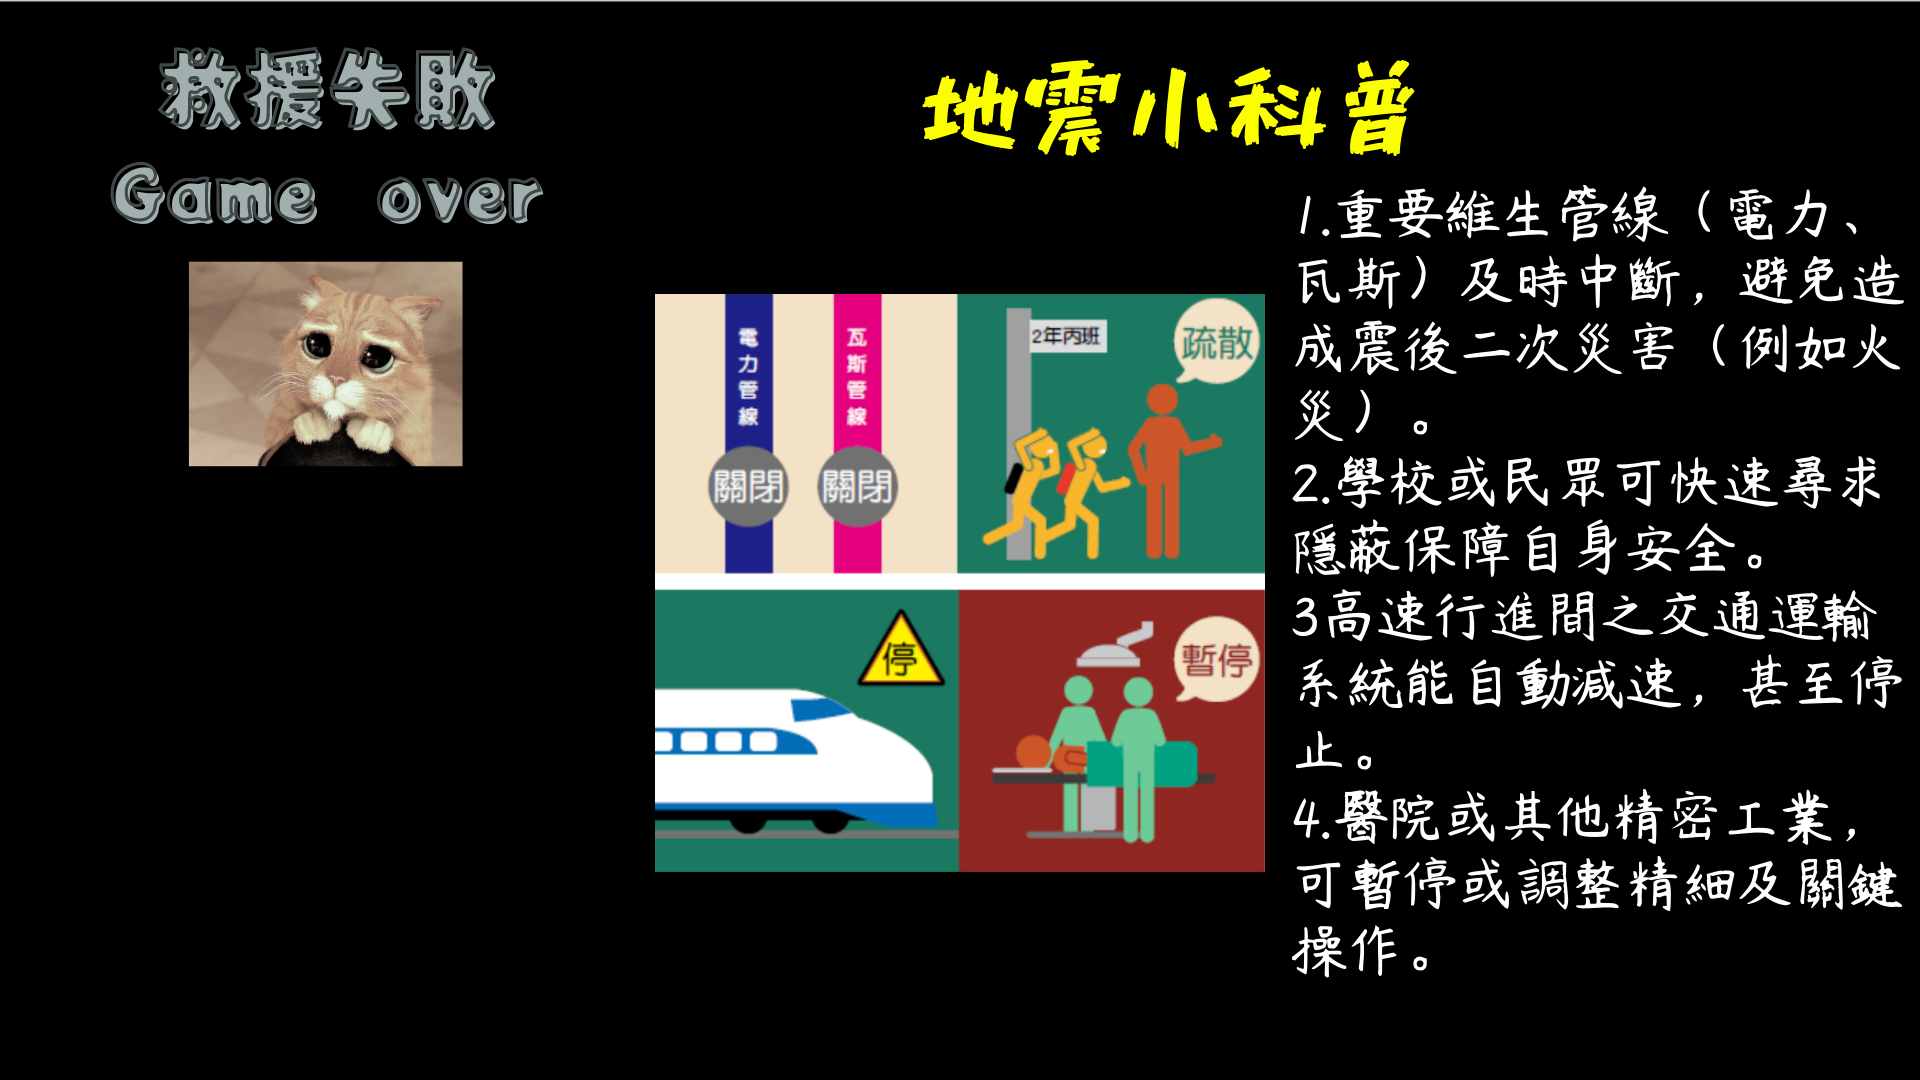 救援失敗
Game over
地震小科普
電力管線
瓦斯管線
關閉
關閉
2年丙班
疏散
停
暫停
1.重要維生管線（電力、
瓦斯）及時中斷，避免造
成震後二次災害（例如火
災）。
2.學校或民眾可快速尋求
隱蔽保障自身安全。
3高速行進間之交通運輸
系統能自動減速，甚至停
止。
4.醫院或其他精密工業，
可暫停或調整精細及關鍵
操作。